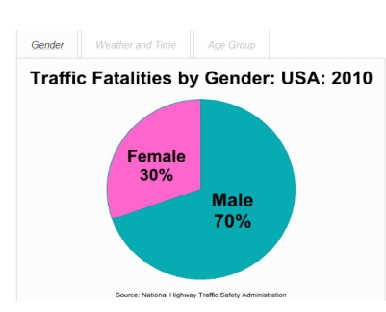 Gender Weather and Time Age Group
Traffic Fatalities by Gender: USA: 2010
Female
30%
Male
70%
Source: National Highway Traffic Safety Administration